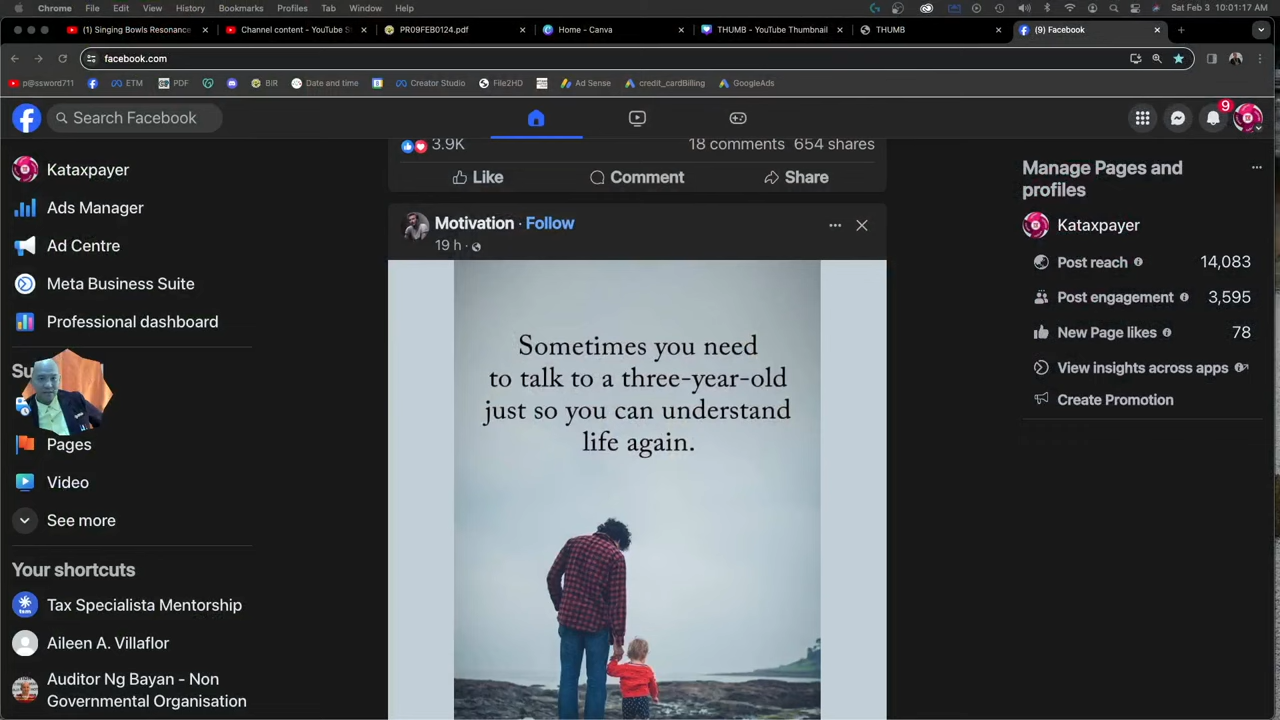 Chrome File Edit View History Bookmarks Profiles Tab Window Help
Sat Feb 3 10:01:17 AM
(1) Singing Bowls Resonance
Channel content - YouTube S
PR09FEB0124.pdf
Home - Canva
THUMB - YouTube Thumbnail
THUMB
(9) Facebook
facebook.com
p@ssword711
ETM
PDF
BIR
Date and time
Creator Studio
File2HD
Ad Sense
credit_cardBilling
GoogleAds
Search Facebook
9
Kataxpayer
Ads Manager
Ad Centre
Meta Business Suite
Professional dashboard
Su
Pages
Video
See more
Your shortcuts
Tax Specialista Mentorship
Aileen A. Villaflor
Auditor Ng Bayan - Non
Governmental Organisation
3.9K
18 comments 654 shares
Like Comment Share
Motivation · Follow
19 h ·
Sometimes you need
to talk to a three-year-old
just so you can understand
life again.
Manage Pages and
profiles
Kataxpayer
Post reach 14,083
Post engagement 3,595
New Page likes 78
View insights across apps
Create Promotion